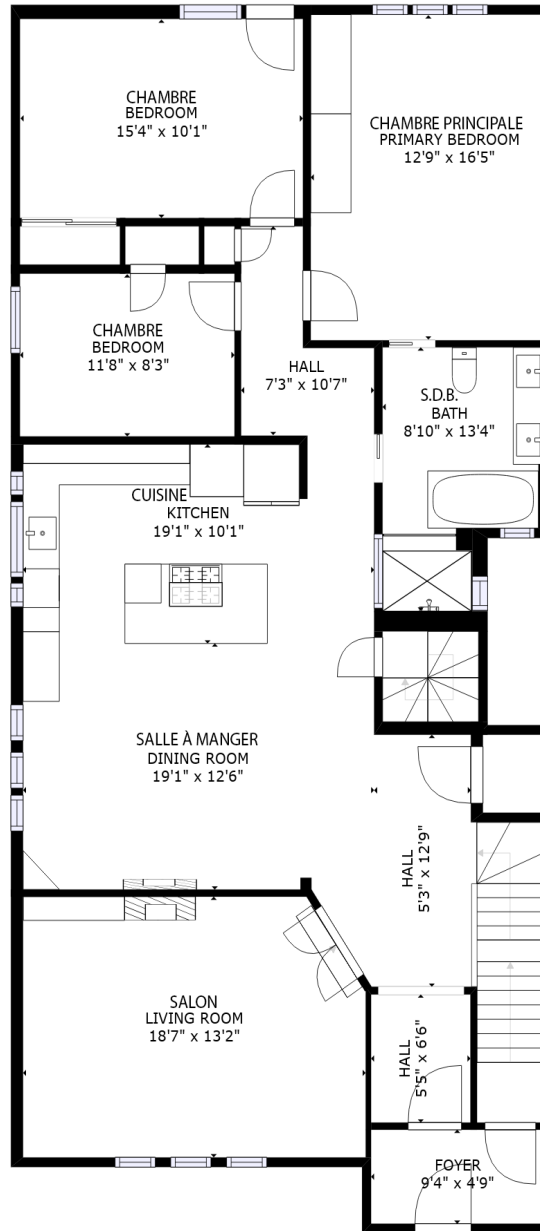 CHAMBRE
BEDROOM
15'4" x 10'1"
CHAMBRE PRINCIPALE
PRIMARY BEDROOM
12'9" x 16'5"
CHAMBRE
BEDROOM
11'8" x 8'3"
HALL
7'3" x 10'7"
S.D.B.
BATH
8'10" x 13'4"
CUISINE
KITCHEN
19'1" x 10'1"
SALLE À MANGER
DINING ROOM
19'1" x 12'6"
HALL
5'3" x 12'9"
SALON
LIVING ROOM
18'7" x 13'2"
HALL
5'5" x 6'6"
FOYER
9'4" x 4'9"